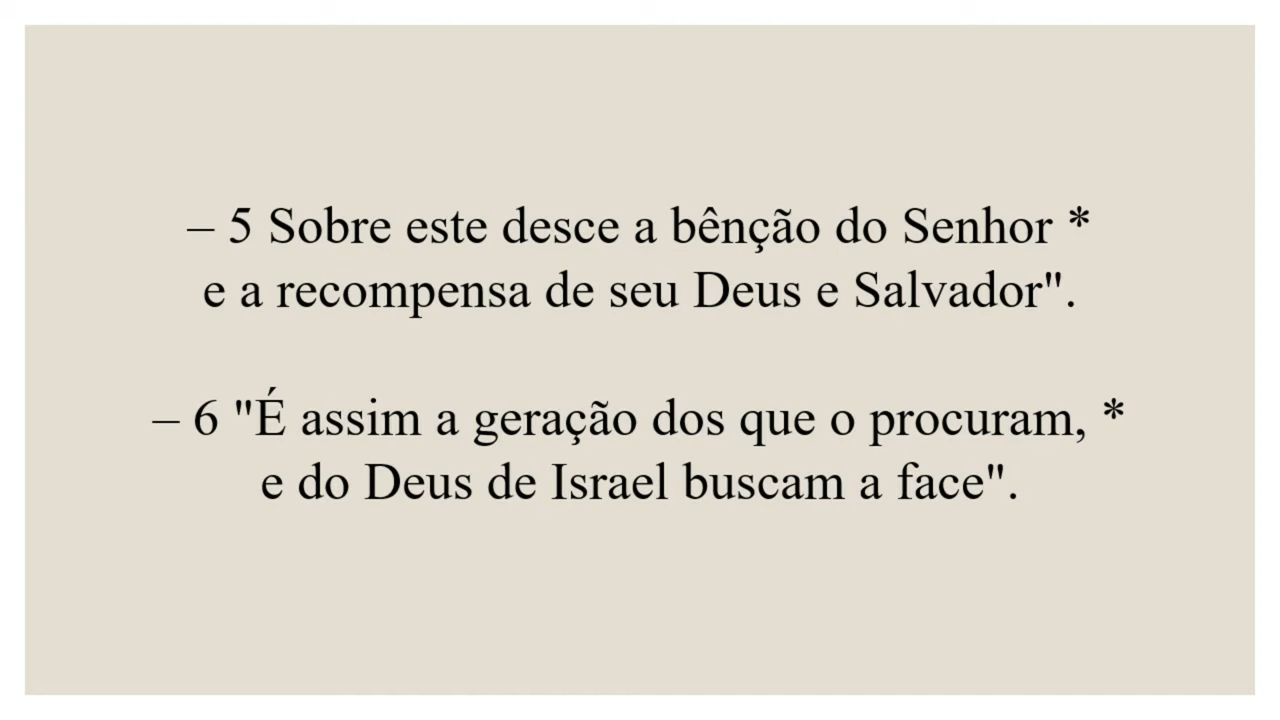 – 5 Sobre este desce a bênção do Senhor *
e a recompensa de seu Deus e Salvador".
– 6 "É assim a geração dos que o procuram, *
e do Deus de Israel buscam a face".